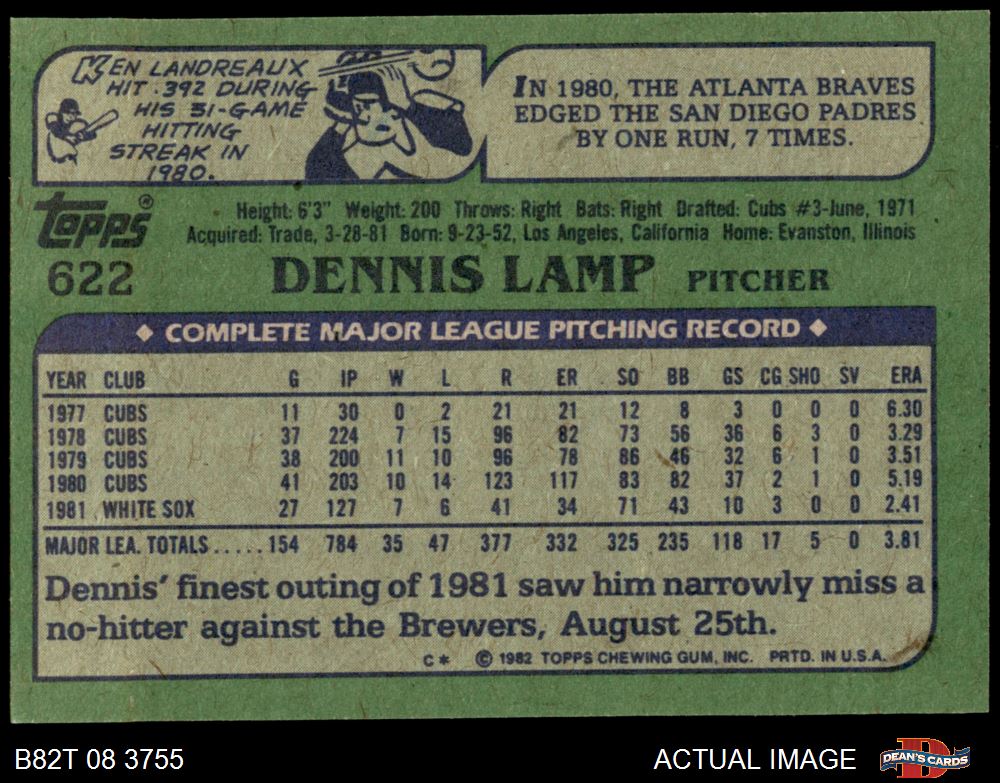 KEN LANDREAUX
HIT .392 DURING
HIS 31-GAME
HITTING
STREAK IN
1980.
IN 1980, THE ATLANTA BRAVES
EDGED THE SAN DIEGO PADRES
BY ONE RUN, 7 TIMES.
Topps®
Height: 6'3" Weight: 200 Throws: Right Bats: Right Drafted: Cubs #3-June, 1971
Acquired: Trade, 3-28-81 Born: 9-23-52, Los Angeles, California Home: Evanston, Illinois
622 DENNIS LAMP PITCHER
◆ COMPLETE MAJOR LEAGUE PITCHING RECORD ◆
YEAR CLUB G IP W L R ER SO BB GS CG SHO SV ERA
1977 CUBS 11 30 0 2 21 21 12 8 3 0 0 0 6.30
1978 CUBS 37 224 7 15 96 82 73 56 36 6 3 0 3.29
1979 CUBS 38 200 11 10 96 78 86 46 32 6 1 0 3.51
1980 CUBS 41 203 10 14 123 117 83 82 37 2 1 0 5.19
1981 WHITE SOX 27 127 7 6 41 34 71 43 10 3 0 0 2.41
MAJOR LEA. TOTALS.....154 784 35 47 377 332 325 235 118 17 5 0 3.81
Dennis' finest outing of 1981 saw him narrowly miss a
no-hitter against the Brewers, August 25th.
C* © 1982 TOPPS CHEWING GUM, INC. PRTD. IN U.S.A.
B82T 08 3755 ACTUAL IMAGE DEAN'S CARDS